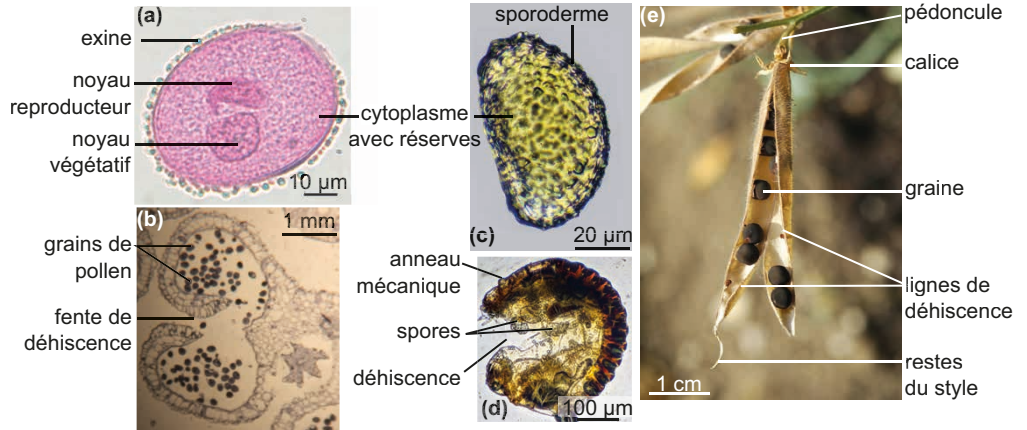 (a)
exine
noyau
reproducteur
noyau
végétatif
10 µm
cytoplasme
avec réserves
sporoderme
(c)
20 µm
(b)
1 mm
grains de
pollen
fente de
déhiscence
anneau
mécanique
spores
déhiscence
(d)
100 µm
(e)
pédoncule
calice
graine
lignes de
déhiscence
restes
du style
1 cm